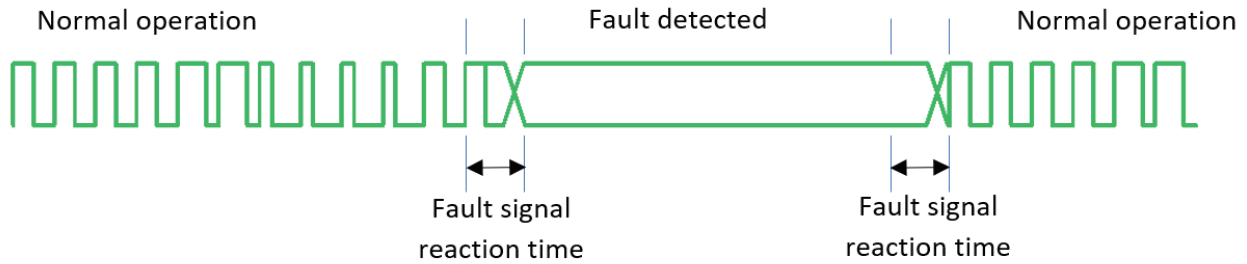 Normal operation
Fault detected
Normal operation
Fault signal
reaction time
Fault signal
reaction time